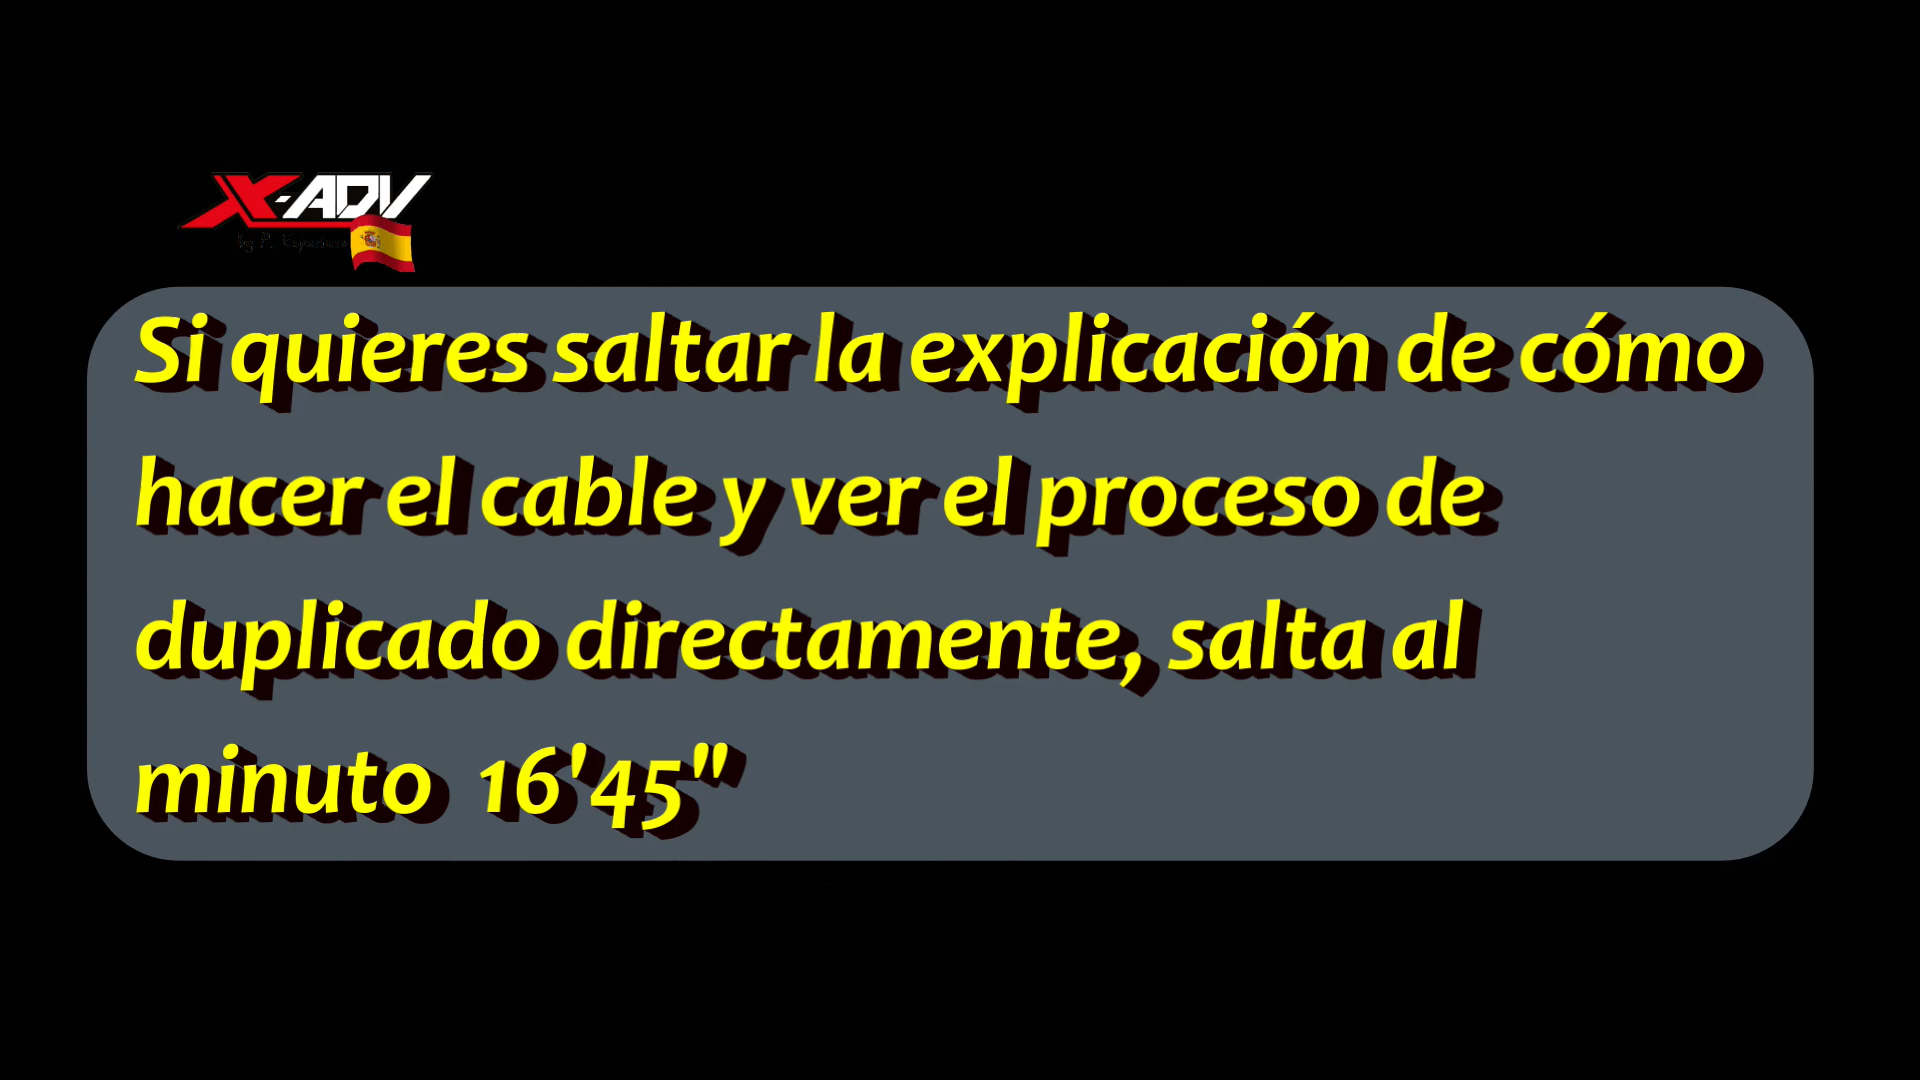 X-ADV
Si quieres saltar la explicación de cómo
hacer el cable y ver el proceso de
duplicado directamente, salta al
minuto 16'45"